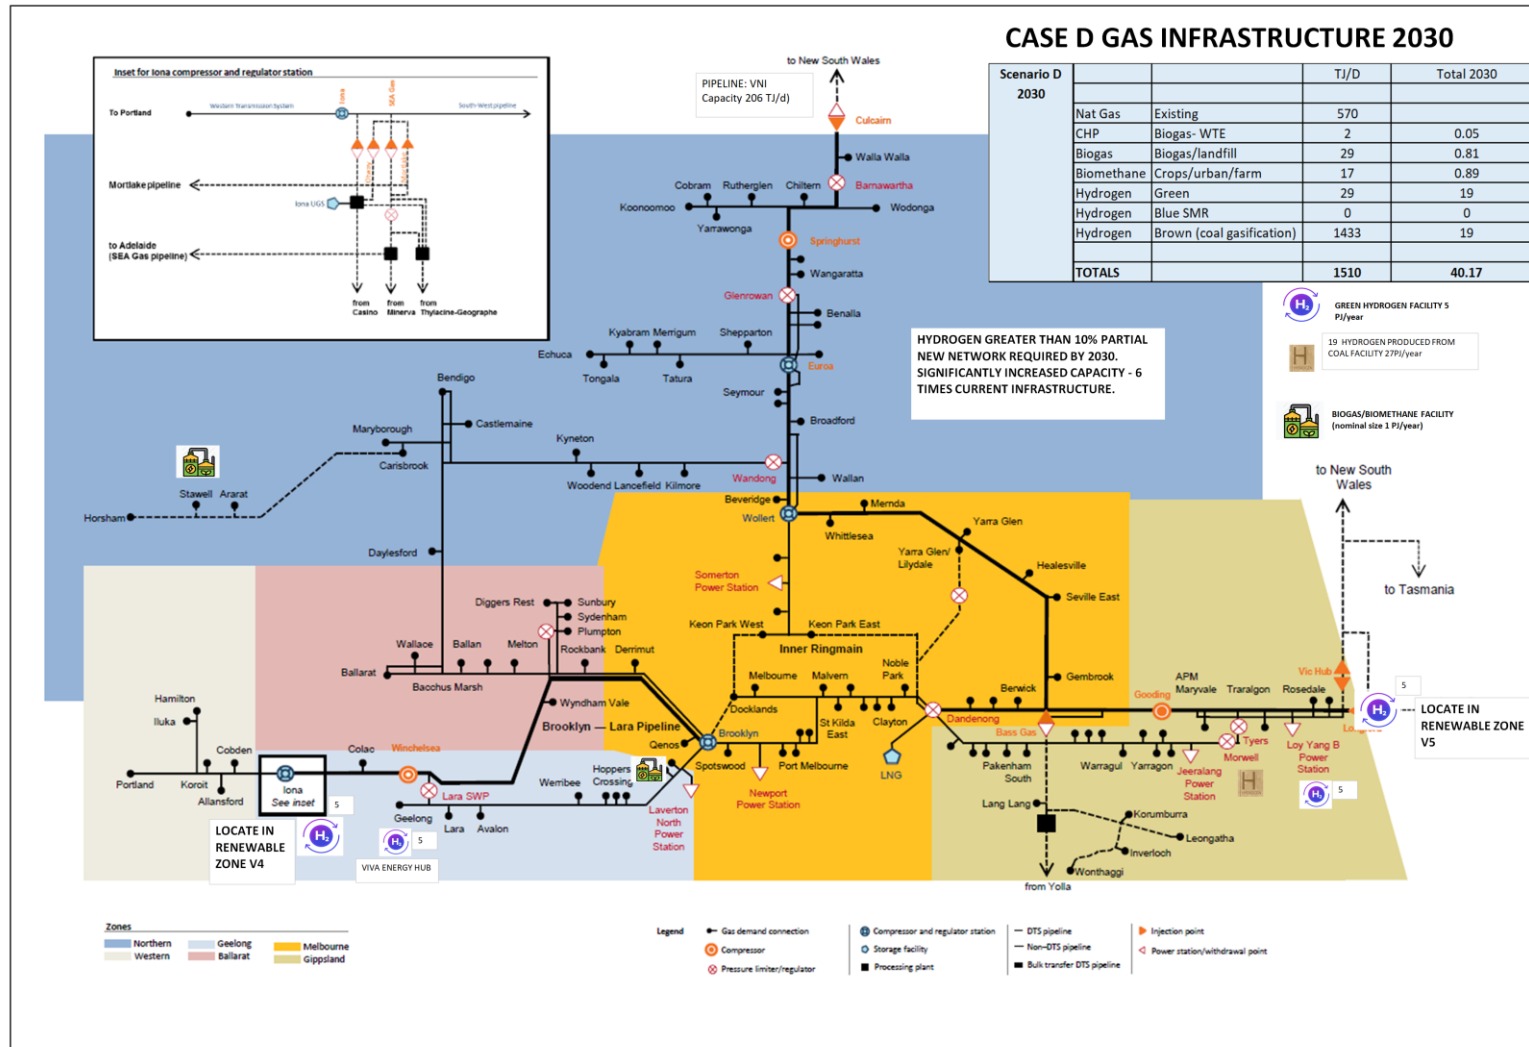 CASE D GAS INFRASTRUCTURE 2030
Scenario D 2030 TJ/D Total 2030
Nat Gas Existing 570
CHP Biogas- WTE 2 0.05
Biogas Biogas/landfill 29 0.81
Biomethane Crops/urban/farm 17 0.89
Hydrogen Green 29 19
Hydrogen Blue SMR 0 0
Hydrogen Brown (coal gasification) 1433 19
TOTALS 1510 40.17
GREEN HYDROGEN FACILITY 5
PJ/year
19 HYDROGEN PRODUCED FROM
COAL FACILITY 27PJ/year
BIOGAS/BIOMETHANE FACILITY
(nominal size 1 PJ/year)
Inset for Iona compressor and regulator station
To Portland
Western Transmission System
Iona
SEA Gas
South-West pipeline
Mortlake pipeline
Iona UGS
to Adelaide
(SEA Gas pipeline)
from
Casino
from
Minerva
from
Thylacine-Geographe
PIPELINE: VNI
Capacity 206 TJ/d)
to New South Wales
Culcairn
Walla Walla
Barnawartha
Cobram
Rutherglen
Chiltern
Koonoomoo
Yarrawonga
Wodonga
Springhurst
Wangaratta
Glenrowan
Benalla
Kyabram
Merrigum
Shepparton
Echuca
Tongala
Tatura
Euroa
Seymour
Broadford
HYDROGEN GREATER THAN 10% PARTIAL
NEW NETWORK REQUIRED BY 2030.
SIGNIFICANTLY INCREASED CAPACITY - 6
TIMES CURRENT INFRASTRUCTURE.
Bendigo
Castlemaine
Maryborough
Carisbrook
Kyneton
Woodend
Lancefield
Kilmore
Wandong
Wallan
Stawell
Ararat
Horsham
Beveridge
Wollert
Mernda
Whittlesea
Yarra Glen
Yarra Glen/
Lilydale
Healesville
Seville East
Daylesford
Somerton
Power Station
to New South
Wales
to Tasmania
Diggers Rest
Sunbury
Sydenham
Plumpton
Keon Park West
Keon Park East
Inner Ringmain
Wallace
Ballan
Melton
Rockbank
Derrimut
Ballarat
Bacchus Marsh
Melbourne
Malvern
Noble
Park
Berwick
Gembrook
Gooding
APM
Maryvale
Traralgon
Rosedale
Vic Hub
5
LOCATE IN
RENEWABLE ZONE
V5
Hamilton
Iluka
Wyndham Vale
Brooklyn — Lara Pipeline
Docklands
St Kilda
East
Clayton
Dandenong
Bass Gas
Tyers
Morwell
Loy Yang B
Power
Station
5
Qenos
Brooklyn
Spotswood
Port Melbourne
LNG
Pakenham
South
Warragul
Yarragon
Jeeralang
Power
Station
Cobden
Colac
Winchelsea
Portland
Koroit
Allansford
Iona
See inset
5
LOCATE IN
RENEWABLE
ZONE V4
Lara SWP
Geelong
Lara
Avalon
Werribee
Hoppers
Crossing
Laverton
North
Power
Station
Newport
Power Station
5
VIVA ENERGY HUB
Lang Lang
Korumburra
Leongatha
Inverloch
Wonthaggi
from Yolla
Zones
Northern
Geelong
Melbourne
Western
Ballarat
Gippsland
Legend
Gas demand connection
Compressor
Pressure limiter/regulator
Compressor and regulator station
Storage facility
Processing plant
DTS pipeline
Non–DTS pipeline
Bulk transfer DTS pipeline
Injection point
Power station/withdrawal point